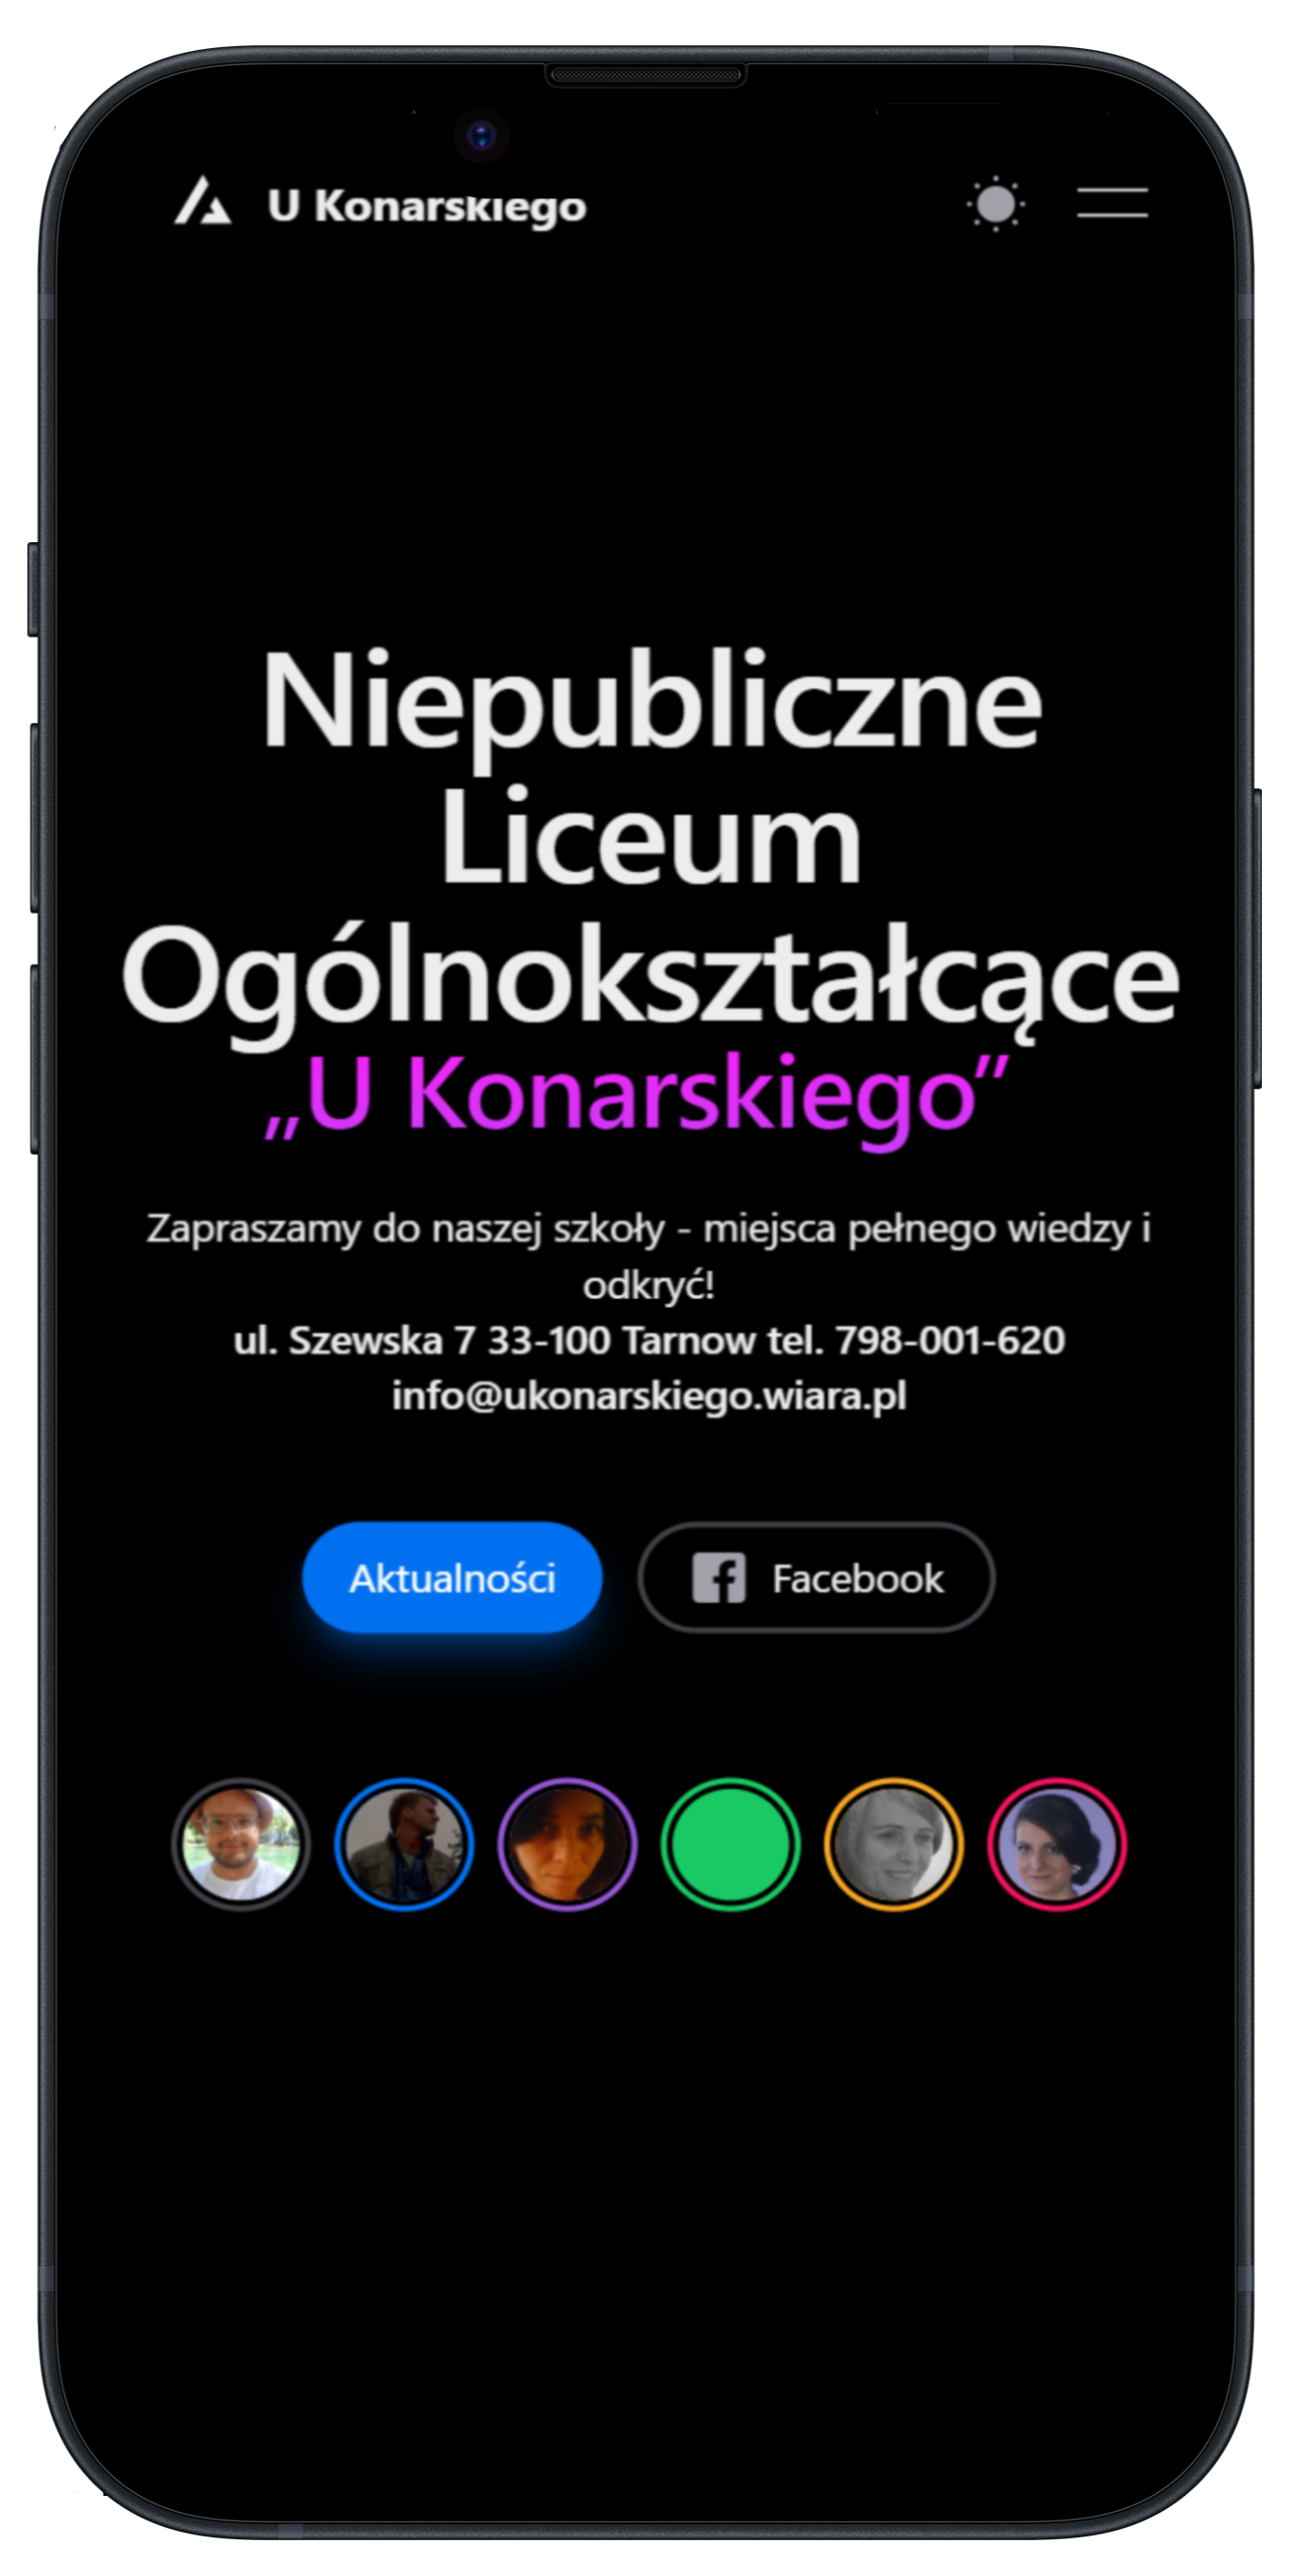 U Konarskiego
Niepubliczne
Liceum
Ogólnokształcące
„U Konarskiego”
Zapraszamy do naszej szkoły - miejsca pełnego wiedzy i
odkryć!
ul. Szewska 7 33-100 Tarnow tel. 798-001-620
info@ukonarskiego.wiara.pl
Aktualności
Facebook